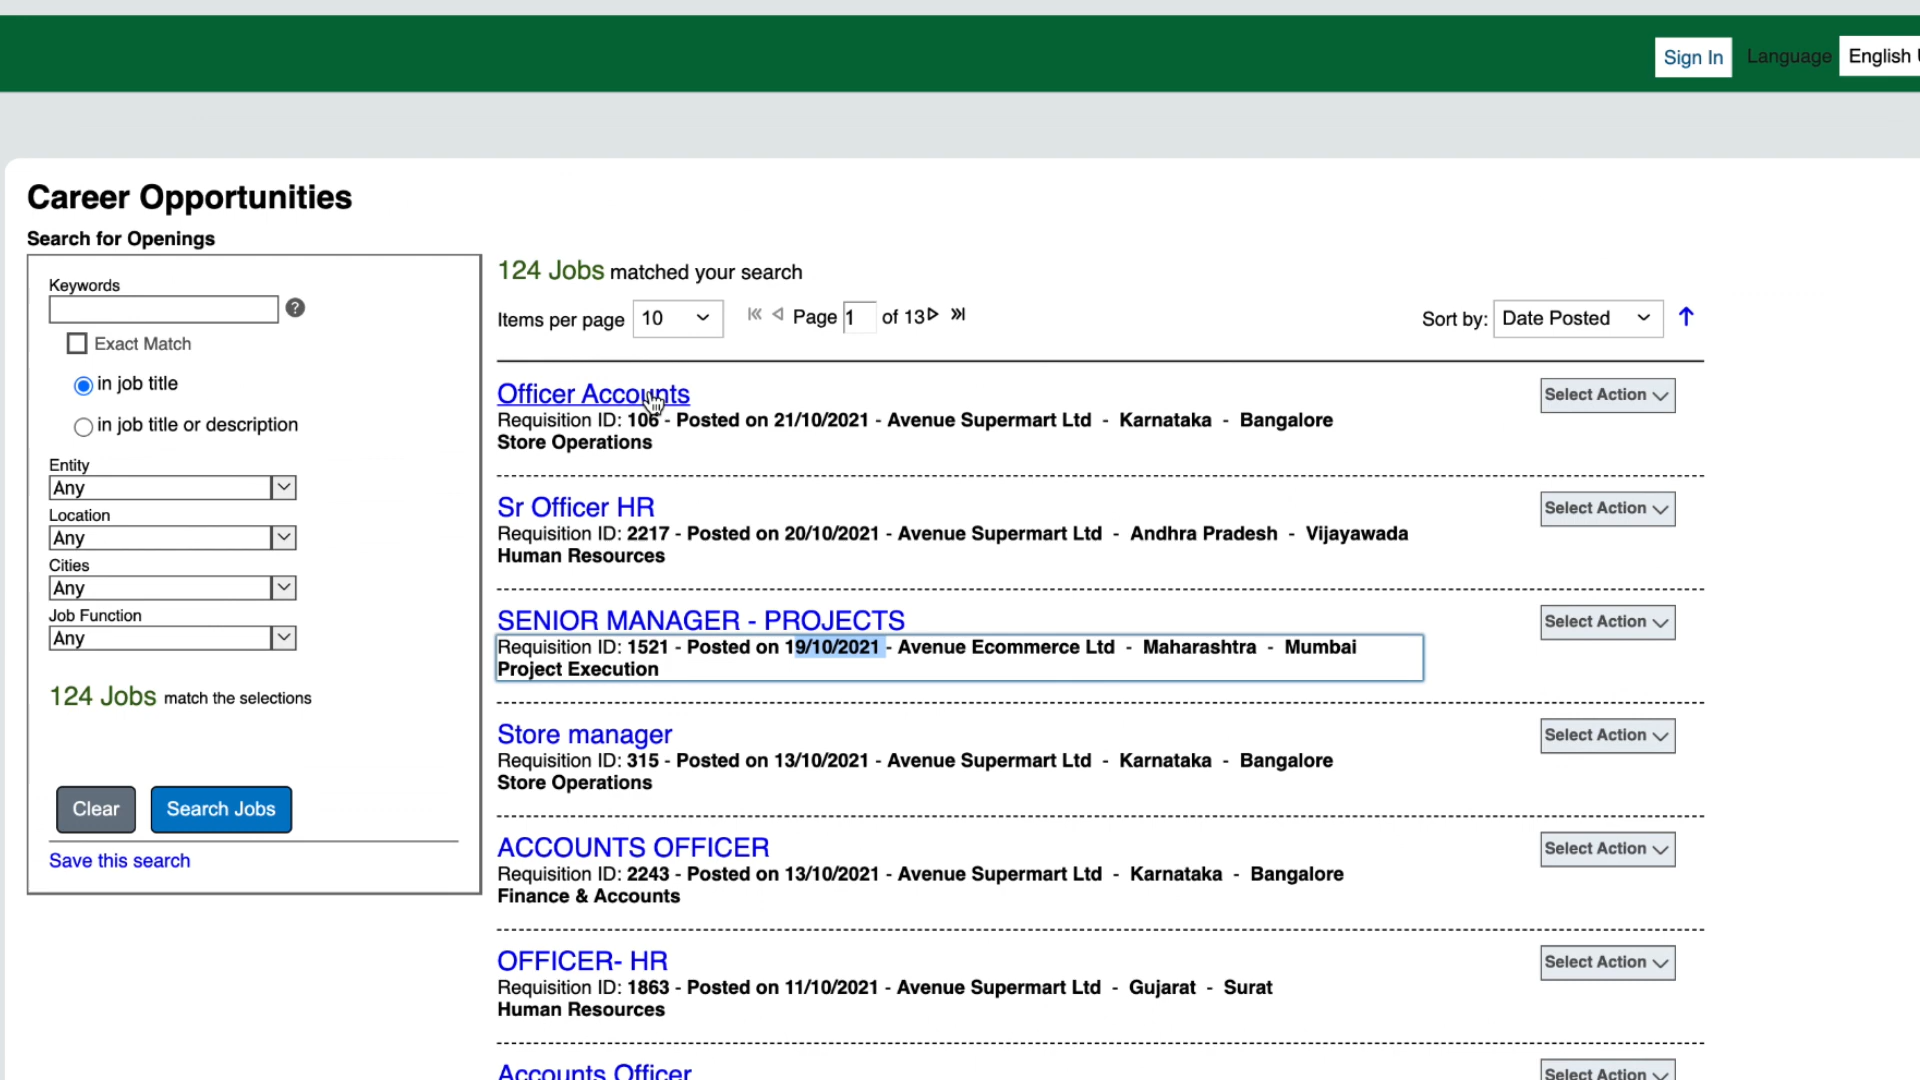 Sign In Language English
Career Opportunities
Search for Openings
Keywords
?
Exact Match
in job title
in job title or description
Entity
Any
Location
Any
Cities
Any
Job Function
Any
124 Jobs match the selections
Clear Search Jobs
Save this search
124 Jobs matched your search
Items per page 10 Page 1 of 13 Sort by: Date Posted
Officer Accounts Select Action
Requisition ID: 106 - Posted on 21/10/2021 - Avenue Supermart Ltd - Karnataka - Bangalore
Store Operations
Sr Officer HR Select Action
Requisition ID: 2217 - Posted on 20/10/2021 - Avenue Supermart Ltd - Andhra Pradesh - Vijayawada
Human Resources
SENIOR MANAGER - PROJECTS Select Action
Requisition ID: 1521 - Posted on 19/10/2021 - Avenue Ecommerce Ltd - Maharashtra - Mumbai
Project Execution
Store manager Select Action
Requisition ID: 315 - Posted on 13/10/2021 - Avenue Supermart Ltd - Karnataka - Bangalore
Store Operations
ACCOUNTS OFFICER Select Action
Requisition ID: 2243 - Posted on 13/10/2021 - Avenue Supermart Ltd - Karnataka - Bangalore
Finance & Accounts
OFFICER- HR Select Action
Requisition ID: 1863 - Posted on 11/10/2021 - Avenue Supermart Ltd - Gujarat - Surat
Human Resources
Accounts Officer Select Action